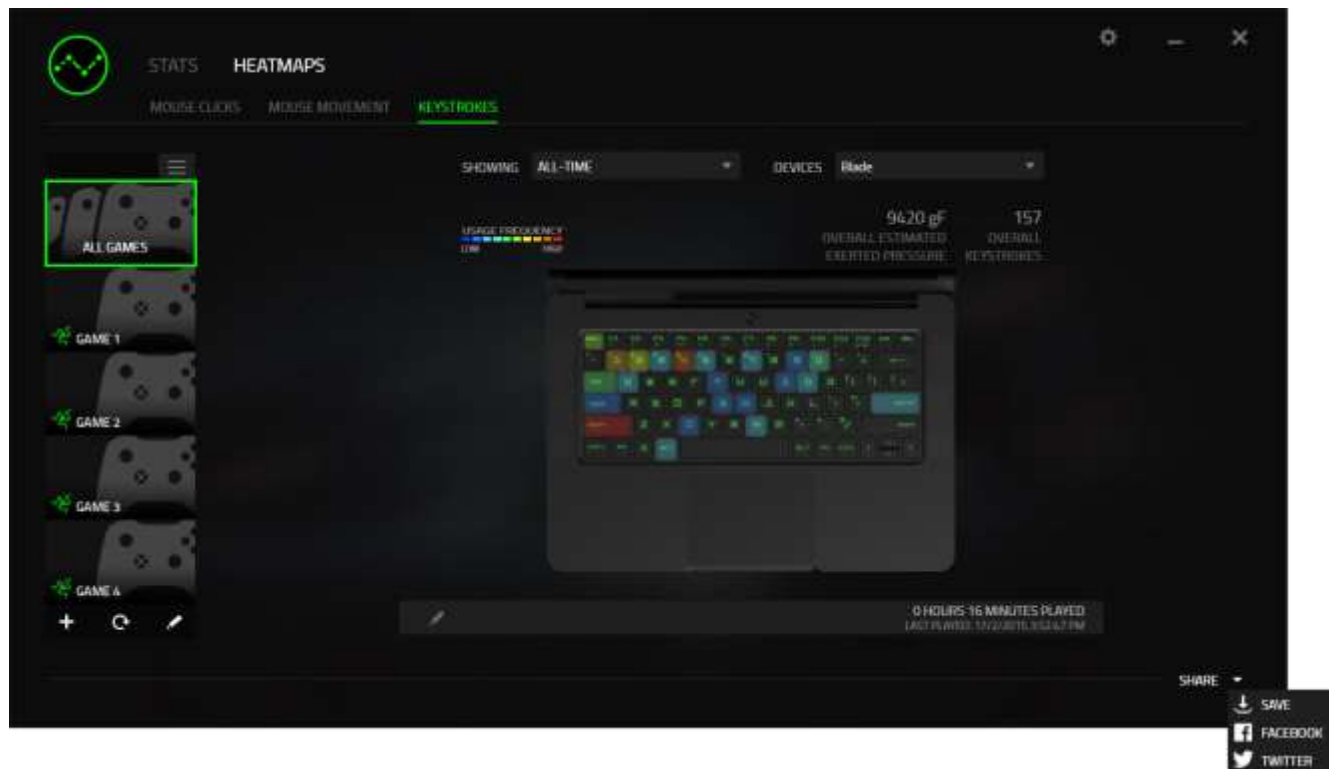 STATS HEATMAPS
MOUSE CLICKS MOUSE MOVEMENT KEYSTROKES
SHOWING ALL-TIME DEVICES Blade
USAGE FREQUENCY
LOW HIGH
9420 gF 157
OVERALL ESTIMATED OVERALL
EXERTED PRESSURE KEYSTROKES
ALL GAMES
GAME 1
GAME 2
GAME 3
GAME 4
0 HOURS 16 MINUTES PLAYED
LAST PLAYED:
SHARE
SAVE
FACEBOOK
TWITTER